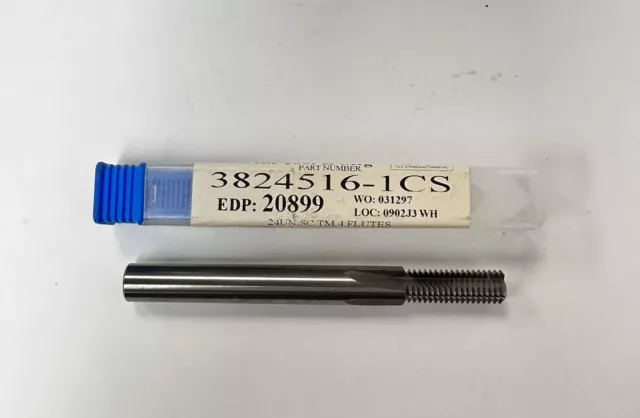 PART NUMBER
3824516-1CS
EDP: 20899
WO: 031297
LOC: 0902J3 WH
24UN.SC.TM.4 FLUTES